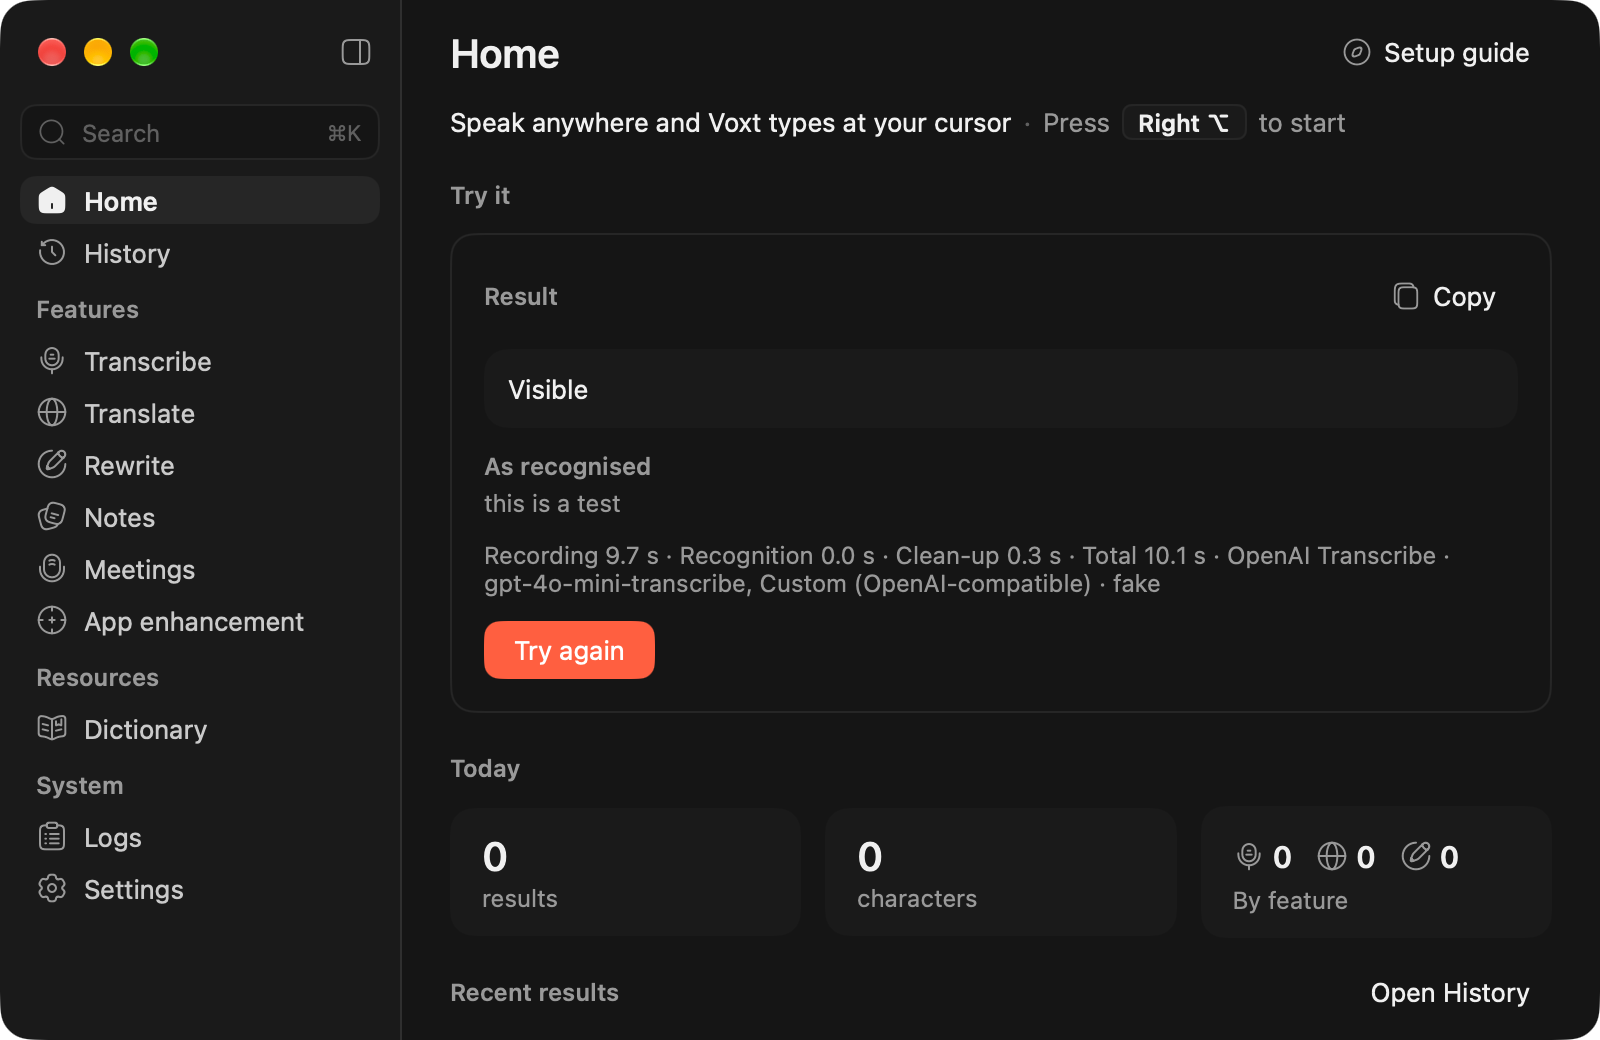 Home
Setup guide
Search ⌘K
Speak anywhere and Voxt types at your cursor · Press Right ⌥ to start
Home
History
Features
Transcribe
Translate
Rewrite
Notes
Meetings
App enhancement
Resources
Dictionary
System
Logs
Settings
Try it
Result
Copy
Visible
As recognised
this is a test
Recording 9.7 s · Recognition 0.0 s · Clean-up 0.3 s · Total 10.1 s · OpenAI Transcribe ·
gpt-4o-mini-transcribe, Custom (OpenAI-compatible) · fake
Try again
Today
0
results
0
characters
0 0 0
By feature
Recent results
Open History